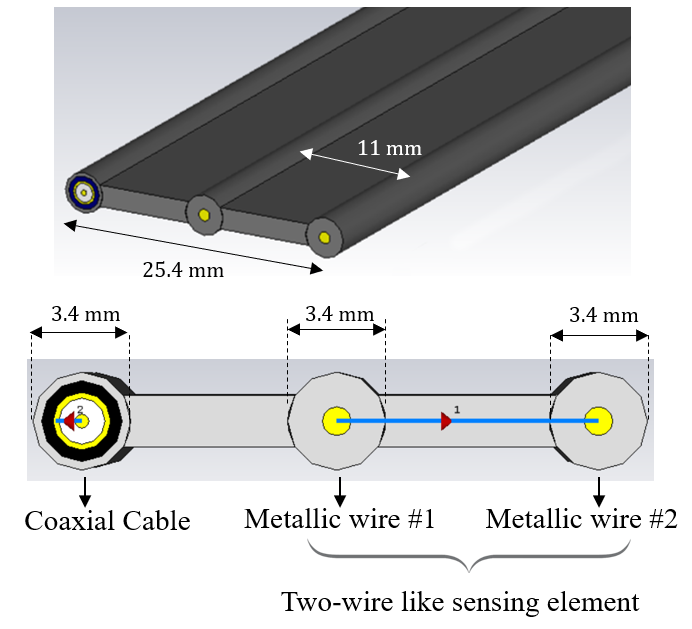 11 mm
25.4 mm
3.4 mm
3.4 mm
3.4 mm
2
1
Coaxial Cable
Metallic wire #1
Metallic wire #2
Two-wire like sensing element